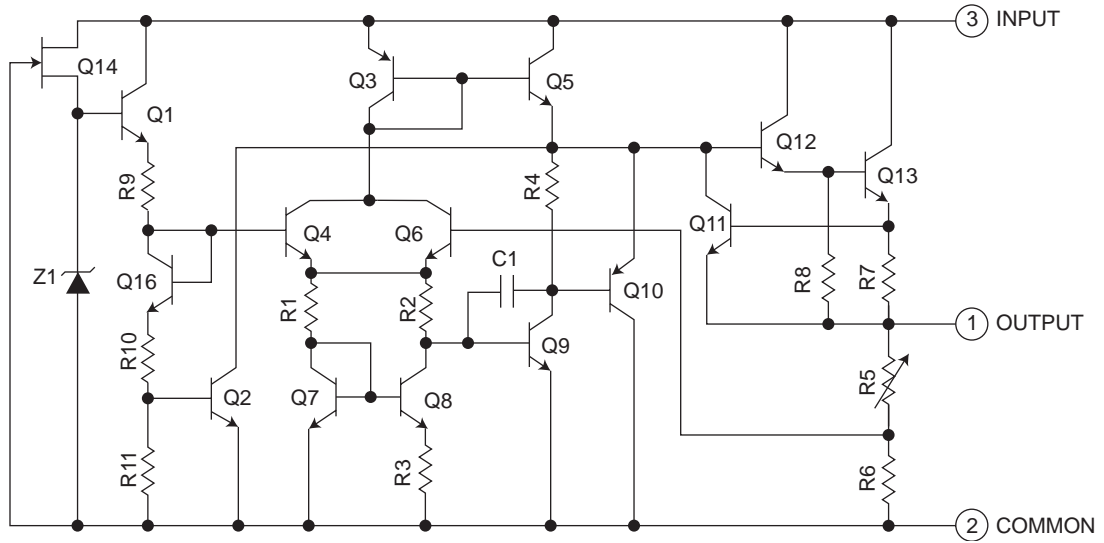 3 INPUT
Q14
Q3
Q5
Q1
Q12
Q13
R9
R4
Q11
Q4
Q6
Z1
Q16
C1
R8
R7
R1
R2
Q10
1 OUTPUT
R10
Q9
R5
Q2
Q7
Q8
R11
R3
R6
2 COMMON